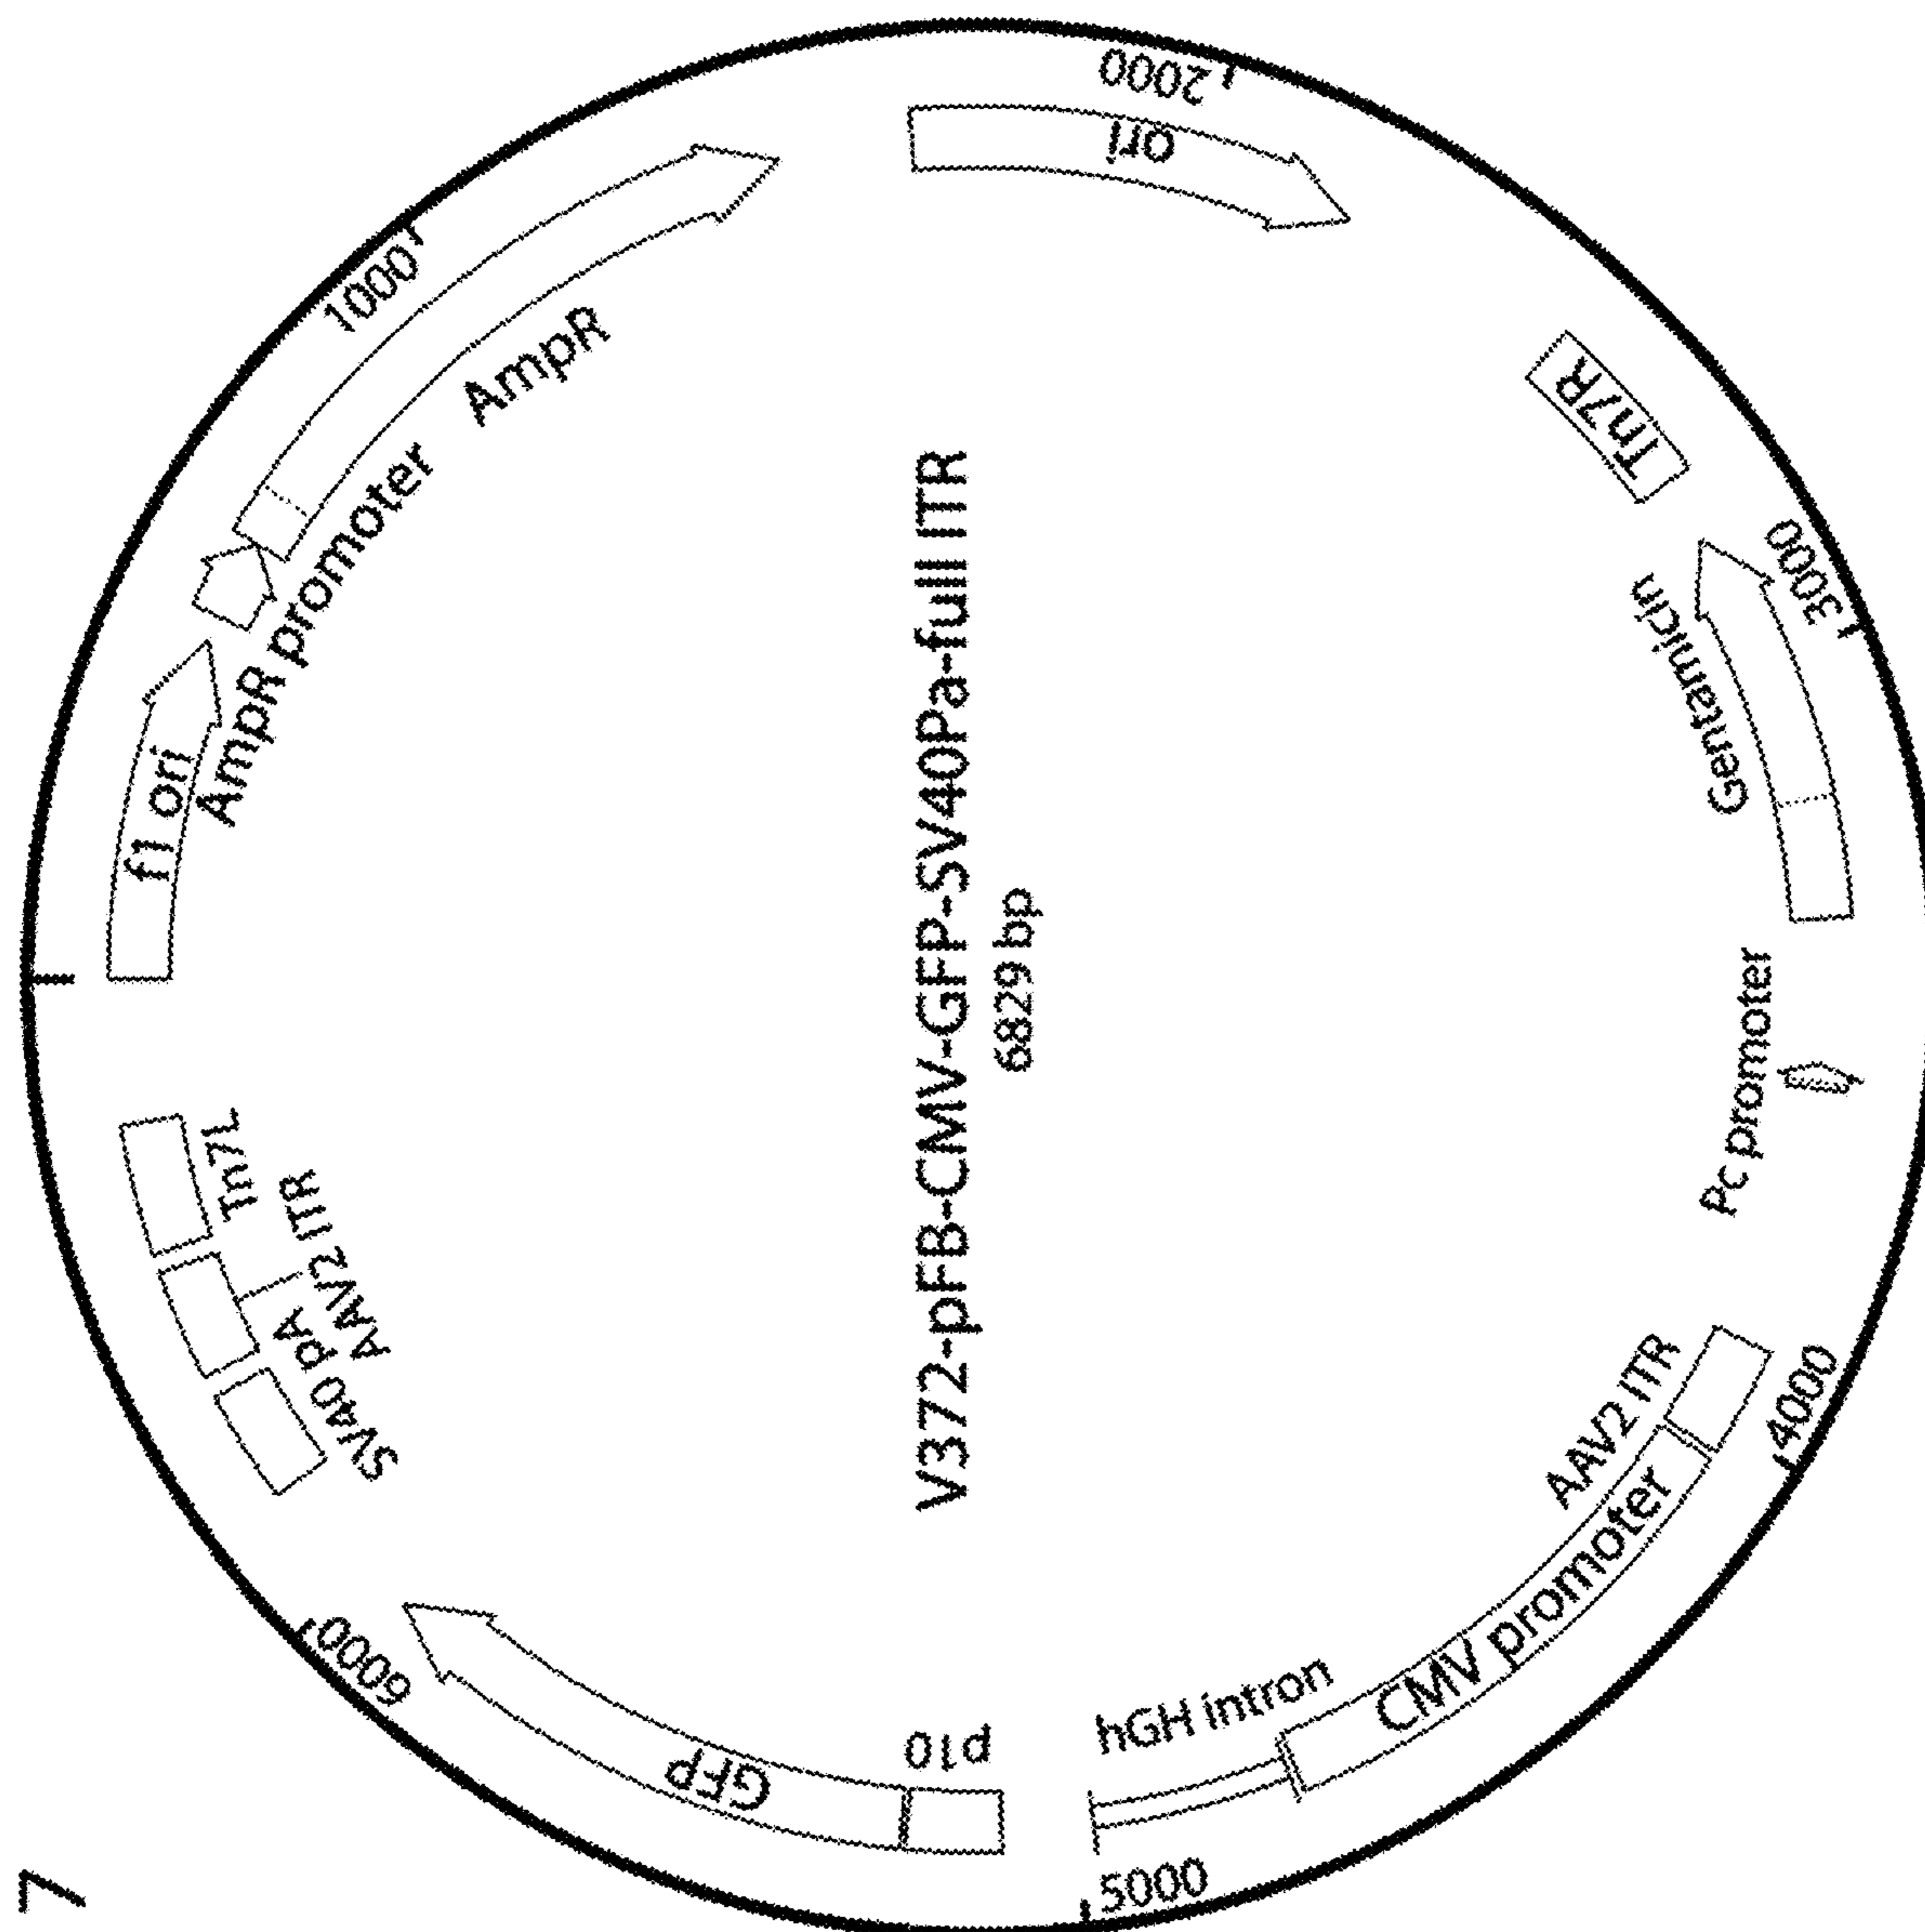 7
V372-pFB-CMV-GFP-SV40Pa-full ITR
6829 bp
f1 ori
AmpR promoter
AmpR
1000
ori
2000
Tn7R
Gentamicin
3000
Pc promoter
AAV2 ITR
4000
CMV promoter
hGH intron
5000
p10
GFP
6000
SV40 pA
AAV2 ITR
Tn7L